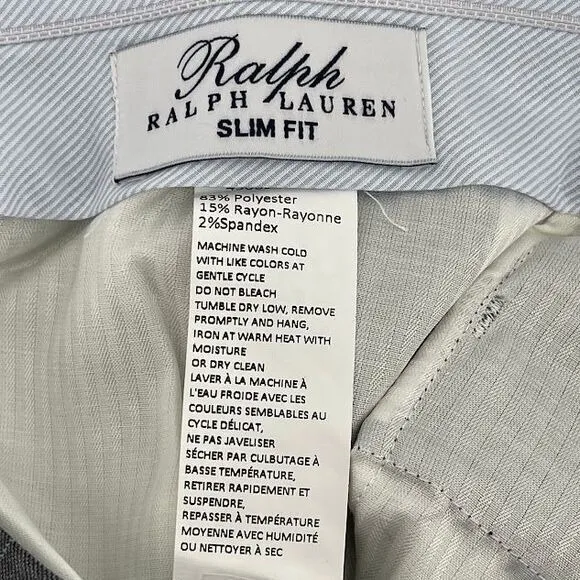 Ralph
RALPH LAUREN
SLIM FIT
83% Polyester
15% Rayon-Rayonne
2%Spandex
MACHINE WASH COLD
WITH LIKE COLORS AT
GENTLE CYCLE
DO NOT BLEACH
TUMBLE DRY LOW, REMOVE
PROMPTLY AND HANG,
IRON AT WARM HEAT WITH
MOISTURE
OR DRY CLEAN
LAVER À LA MACHINE À
L'EAU FROIDE AVEC LES
COULEURS SEMBLABLES AU
CYCLE DÉLICAT,
NE PAS JAVELISER
SÉCHER PAR CULBUTAGE À
BASSE TEMPÉRATURE,
RETIRER RAPIDEMENT ET
SUSPENDRE,
REPASSER À TEMPÉRATURE
MOYENNE AVEC HUMIDITÉ
OU NETTOYER À SEC